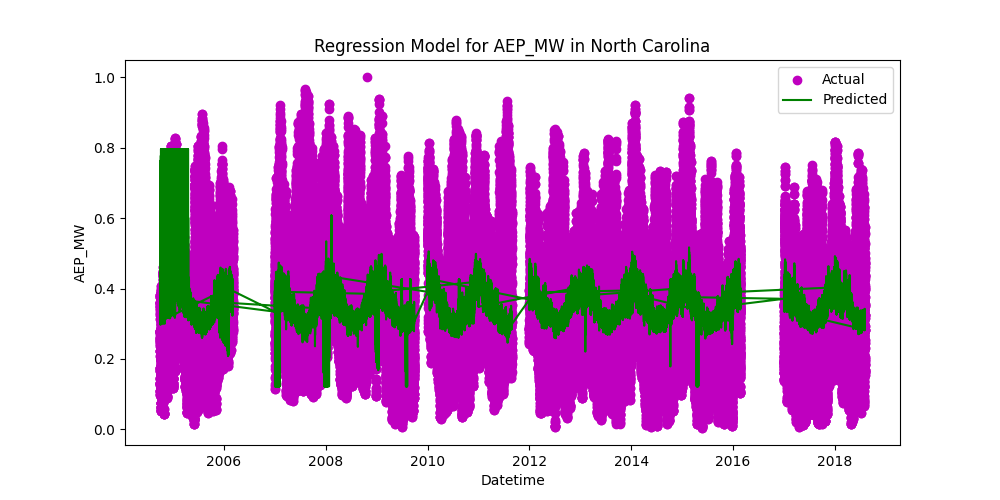 Regression Model for AEP_MW in North Carolina
Actual
Predicted
AEP_MW
1.0
0.8
0.6
0.4
0.2
0.0
2006 2008 2010 2012 2014 2016 2018
Datetime